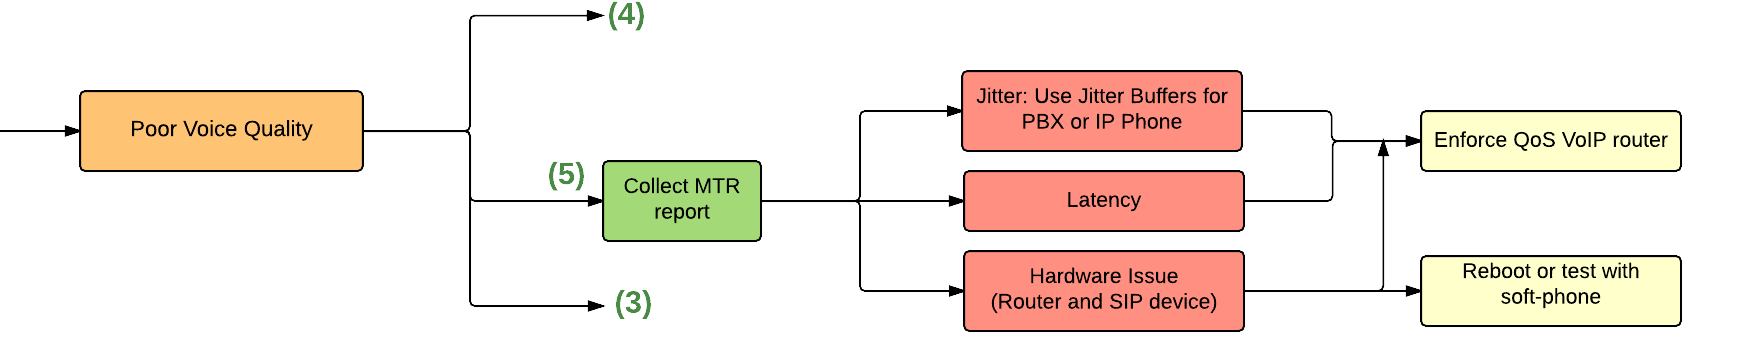 (4)
Poor Voice Quality
(5)
Collect MTR
report
(3)
Jitter: Use Jitter Buffers for
PBX or IP Phone
Latency
Hardware Issue
(Router and SIP device)
Enforce QoS VoIP router
Reboot or test with
soft-phone